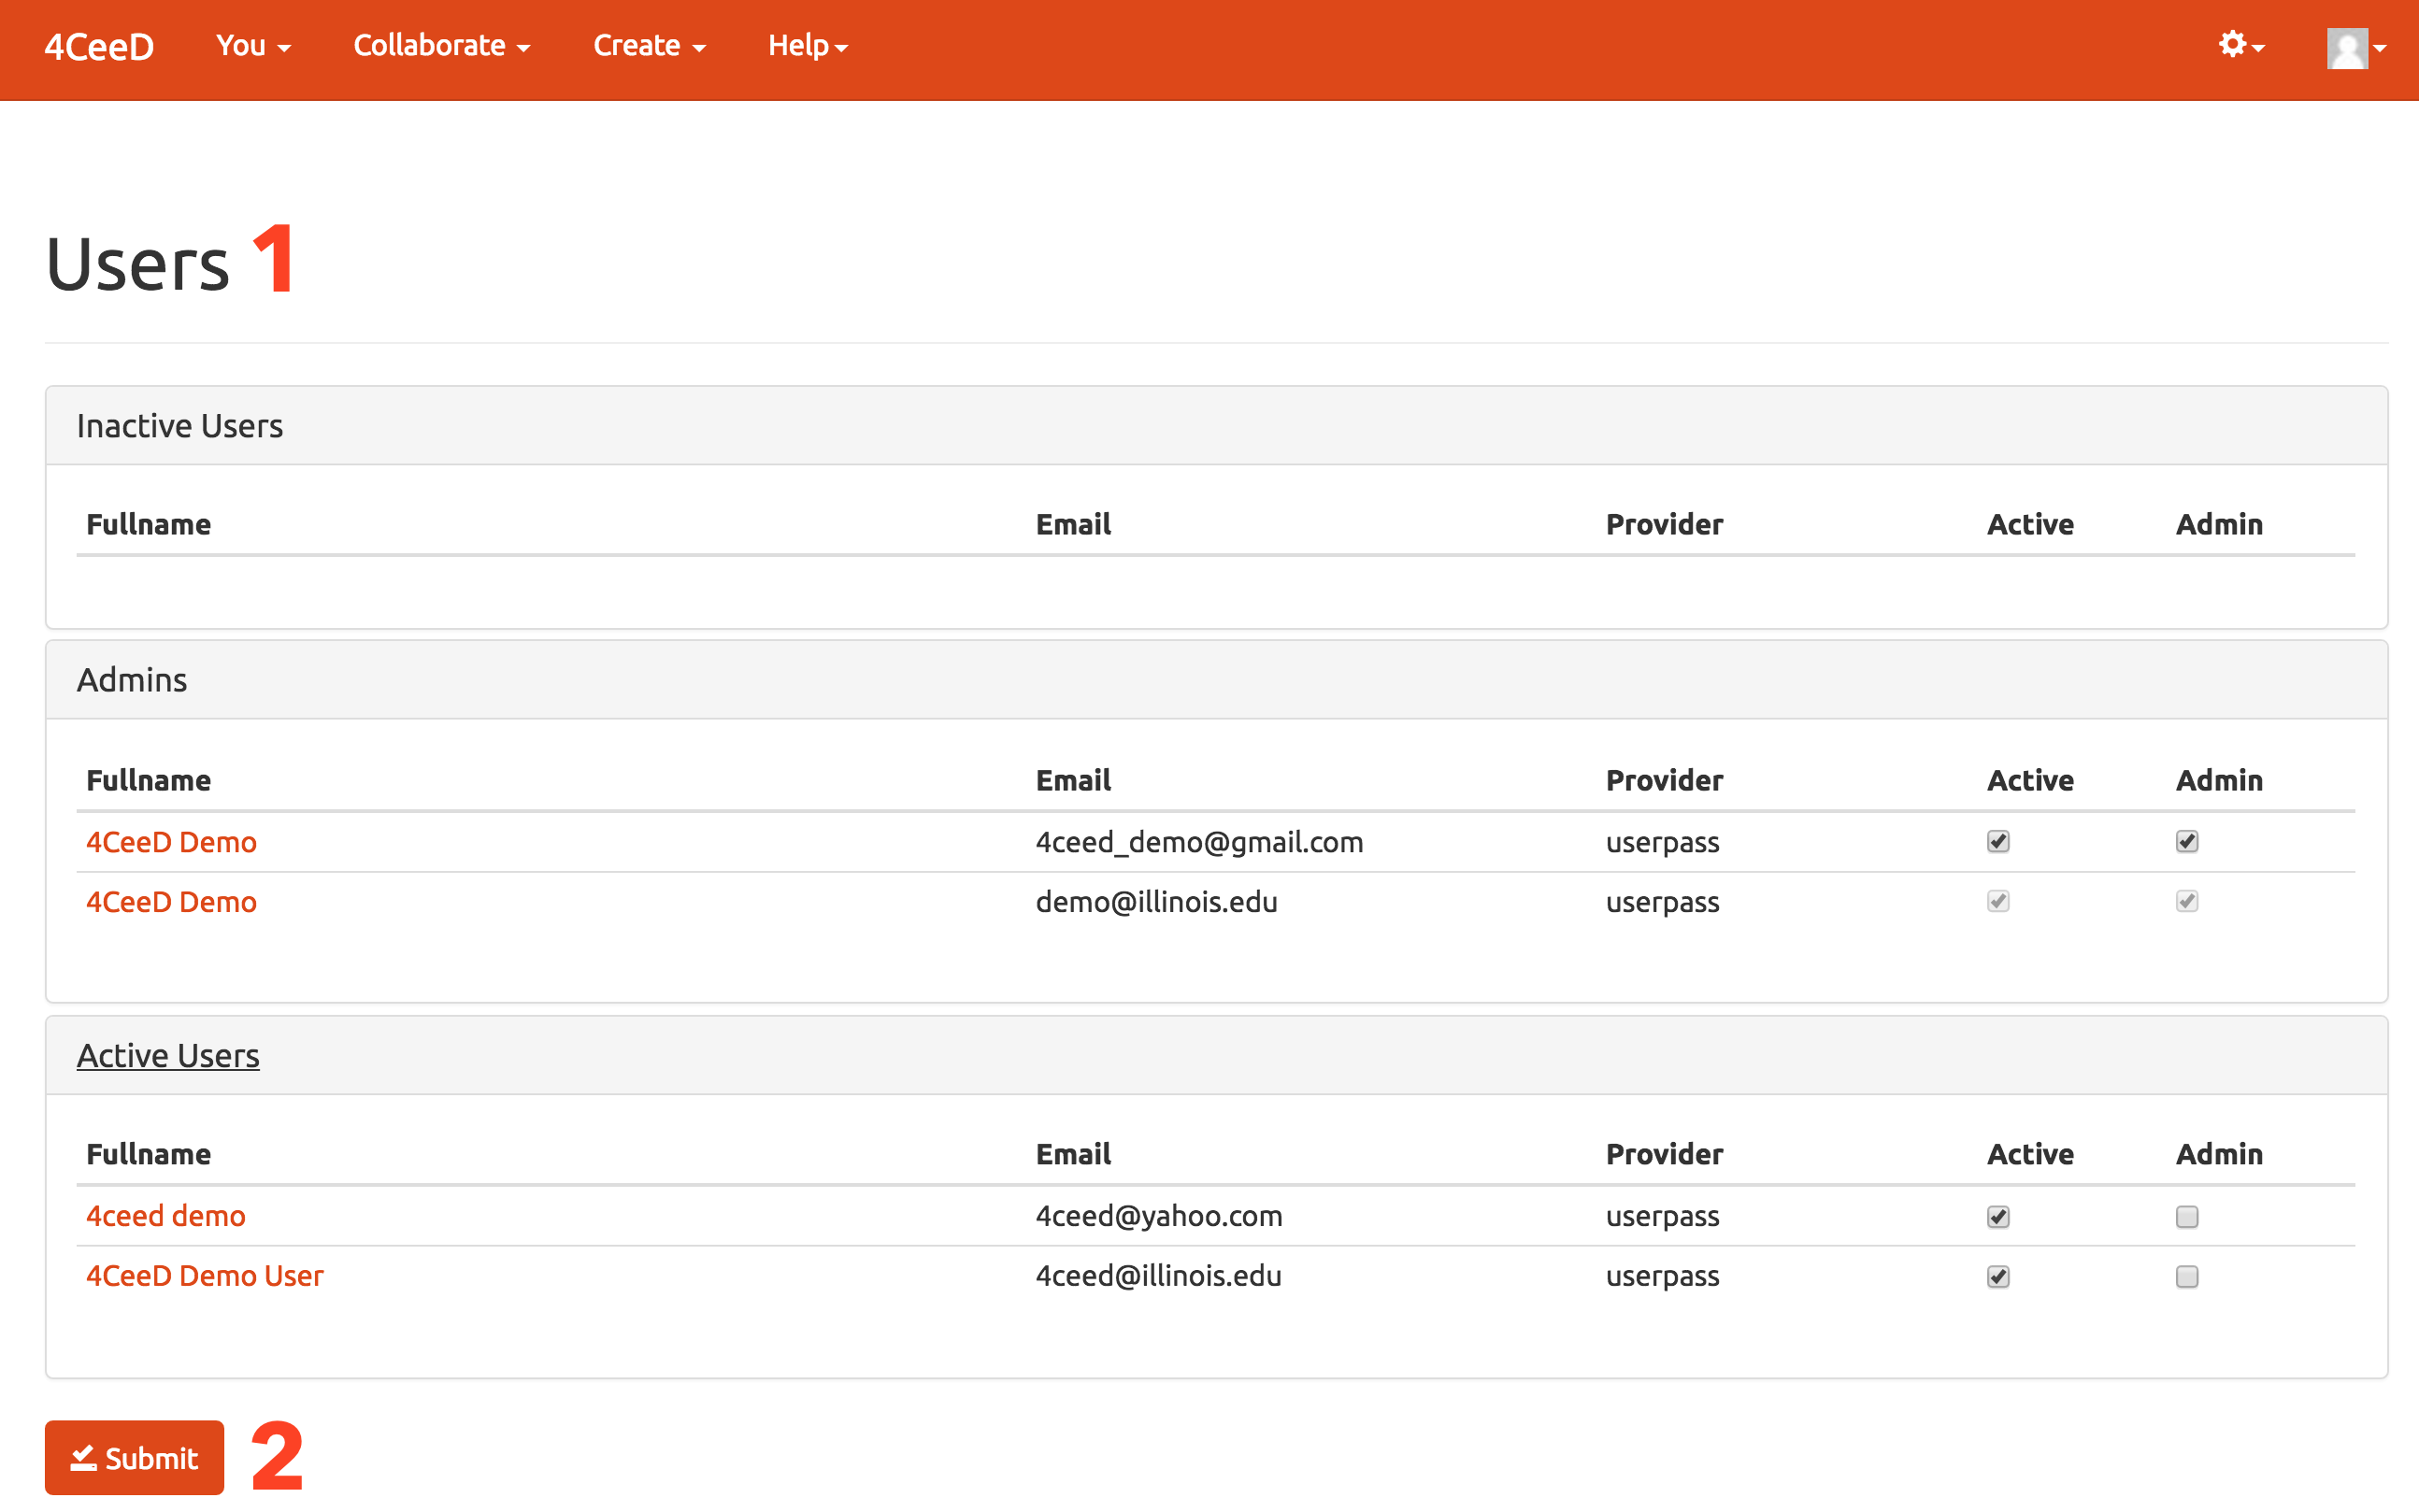 4CeeD You Collaborate Create Help
Users 1
Inactive Users
Fullname Email Provider Active Admin
Admins
Fullname Email Provider Active Admin
4CeeD Demo 4ceed_demo@gmail.com userpass
4CeeD Demo demo@illinois.edu userpass
Active Users
Fullname Email Provider Active Admin
4ceed demo 4ceed@yahoo.com userpass
4CeeD Demo User 4ceed@illinois.edu userpass
Submit 2